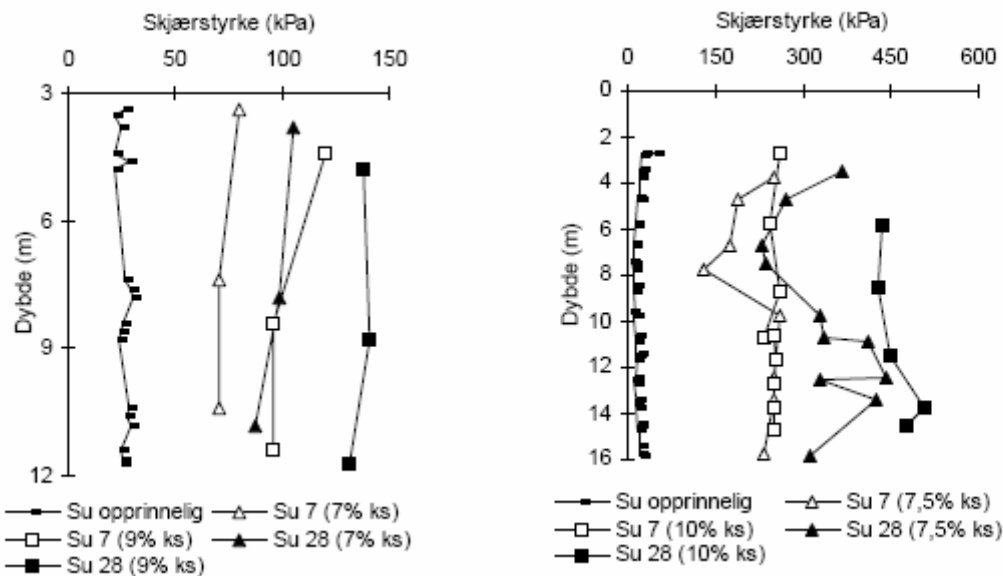 Skjærstyrke (kPa)
0 50 100 150
3
6
9
12
Dybde (m)
Su opprinnelig
Su 7 (7% ks)
Su 7 (9% ks)
Su 28 (7% ks)
Su 28 (9% ks)
Skjærstyrke (kPa)
0 150 300 450 600
0
2
4
6
8
10
12
14
16
Dybde (m)
Su opprinnelig
Su 7 (7,5% ks)
Su 7 (10% ks)
Su 28 (7,5% ks)
Su 28 (10% ks)